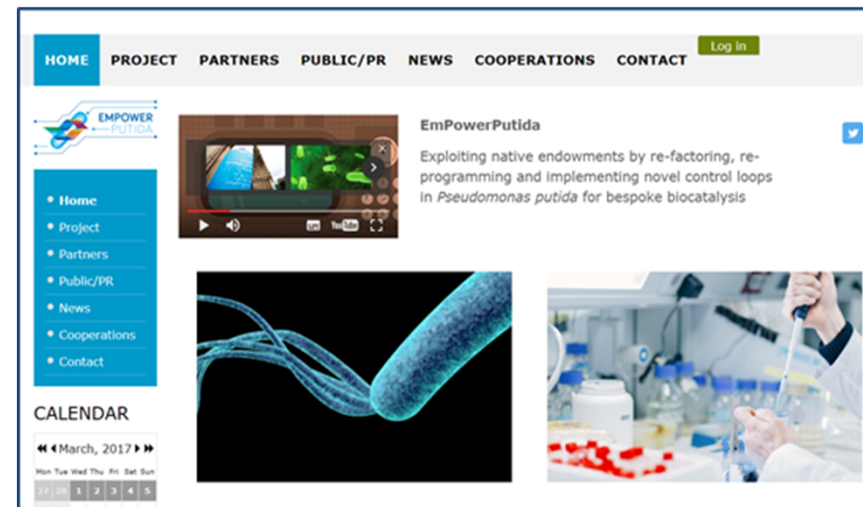 HOME PROJECT PARTNERS PUBLIC/PR NEWS COOPERATIONS CONTACT Log in
EMPOWER
PUTIDA
EmPowerPutida
Exploiting native endowments by re-factoring, re-
programming and implementing novel control loops
in Pseudomonas putida for bespoke biocatalysis
YouTube
Home
Project
Partners
Public/PR
News
Cooperations
Contact
CALENDAR
March, 2017
Mon Tue Wed Thu Fri Sat Sun
27 28 1 2 3 4 5